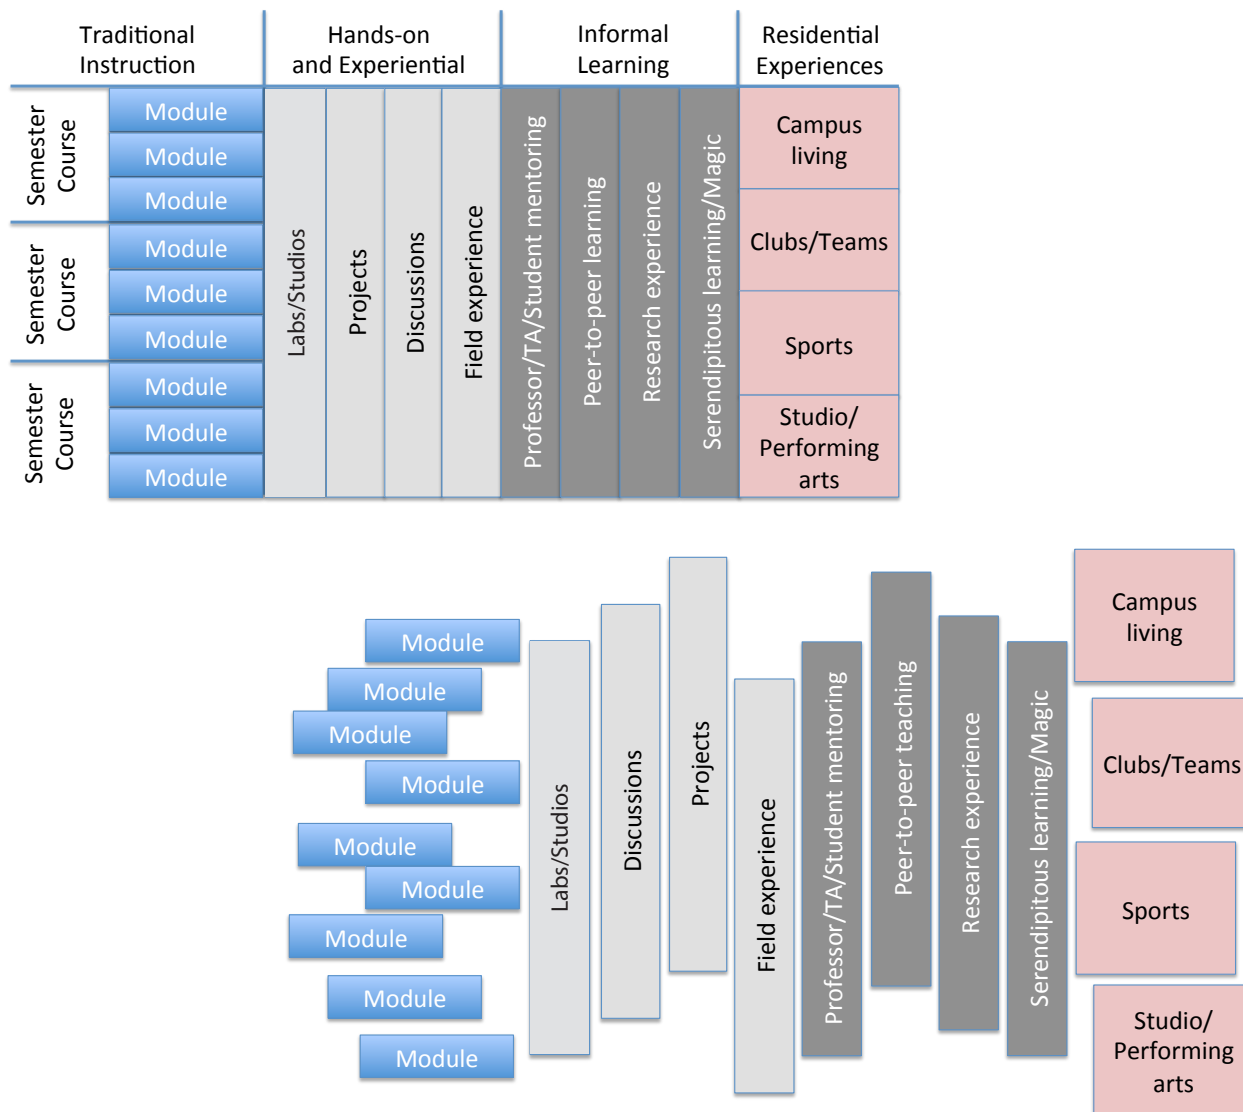 Traditional
Instruction
Hands-on
and Experiential
Informal
Learning
Residential
Experiences
Semester
Course
Semester
Course
Semester
Course
Module
Module
Module
Module
Module
Module
Module
Module
Module
Labs/Studios
Projects
Discussions
Field experience
Professor/TA/Student mentoring
Peer-to-peer learning
Research experience
Serendipitous learning/Magic
Campus
living
Clubs/Teams
Sports
Studio/
Performing
arts
Module
Module
Module
Module
Module
Module
Module
Module
Module
Labs/Studios
Discussions
Projects
Field experience
Professor/TA/Student mentoring
Peer-to-peer teaching
Research experience
Serendipitous learning/Magic
Campus
living
Clubs/Teams
Sports
Studio/
Performing
arts